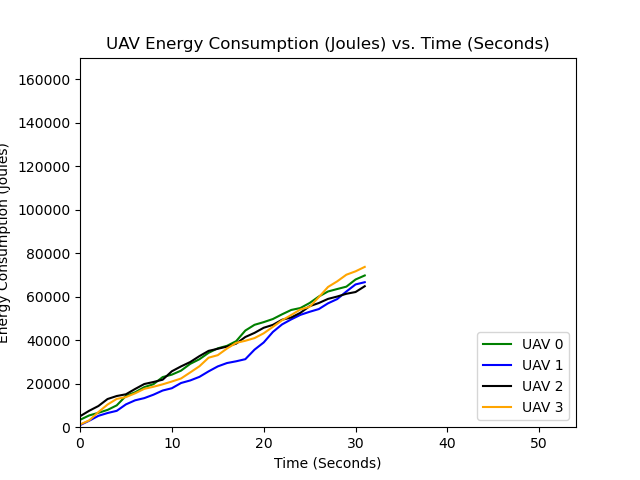 UAV Energy Consumption (Joules) vs. Time (Seconds)
Energy Consumption (Joules)
160000
140000
120000
100000
80000
60000
40000
20000
0
0 10 20 30 40 50
Time (Seconds)
UAV 0
UAV 1
UAV 2
UAV 3